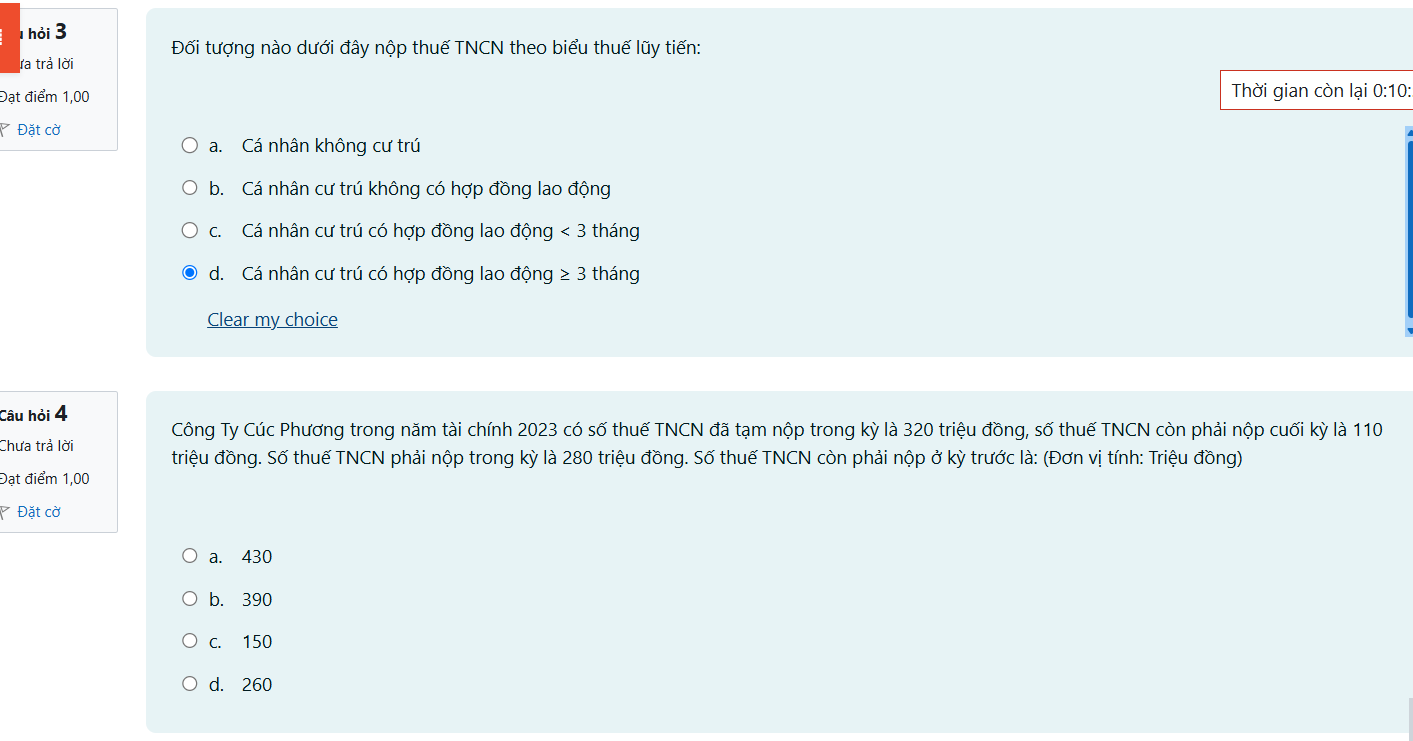 hỏi 3
trả lời
Đạt điểm 1,00
Đặt cờ
Đối tượng nào dưới đây nộp thuế TNCN theo biểu thuế lũy tiến:
Thời gian còn lại 0:10:
a. Cá nhân không cư trú
b. Cá nhân cư trú không có hợp đồng lao động
c. Cá nhân cư trú có hợp đồng lao động < 3 tháng
d. Cá nhân cư trú có hợp đồng lao động ≥ 3 tháng
Clear my choice
Câu hỏi 4
Chưa trả lời
Đạt điểm 1,00
Đặt cờ
Công Ty Cúc Phương trong năm tài chính 2023 có số thuế TNCN đã tạm nộp trong kỳ là 320 triệu đồng, số thuế TNCN còn phải nộp cuối kỳ là 110
triệu đồng. Số thuế TNCN phải nộp trong kỳ là 280 triệu đồng. Số thuế TNCN còn phải nộp ở kỳ trước là: (Đơn vị tính: Triệu đồng)
a. 430
b. 390
c. 150
d. 260